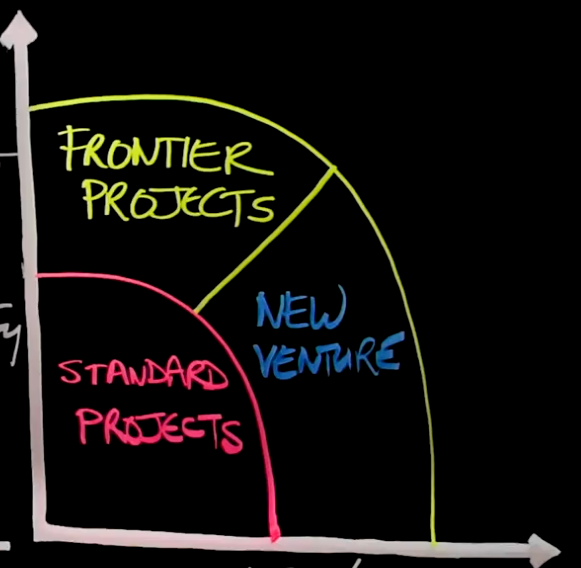 FRONTIER
PROJECTS
NEW
VENTURE
STANDARD
PROJECTS